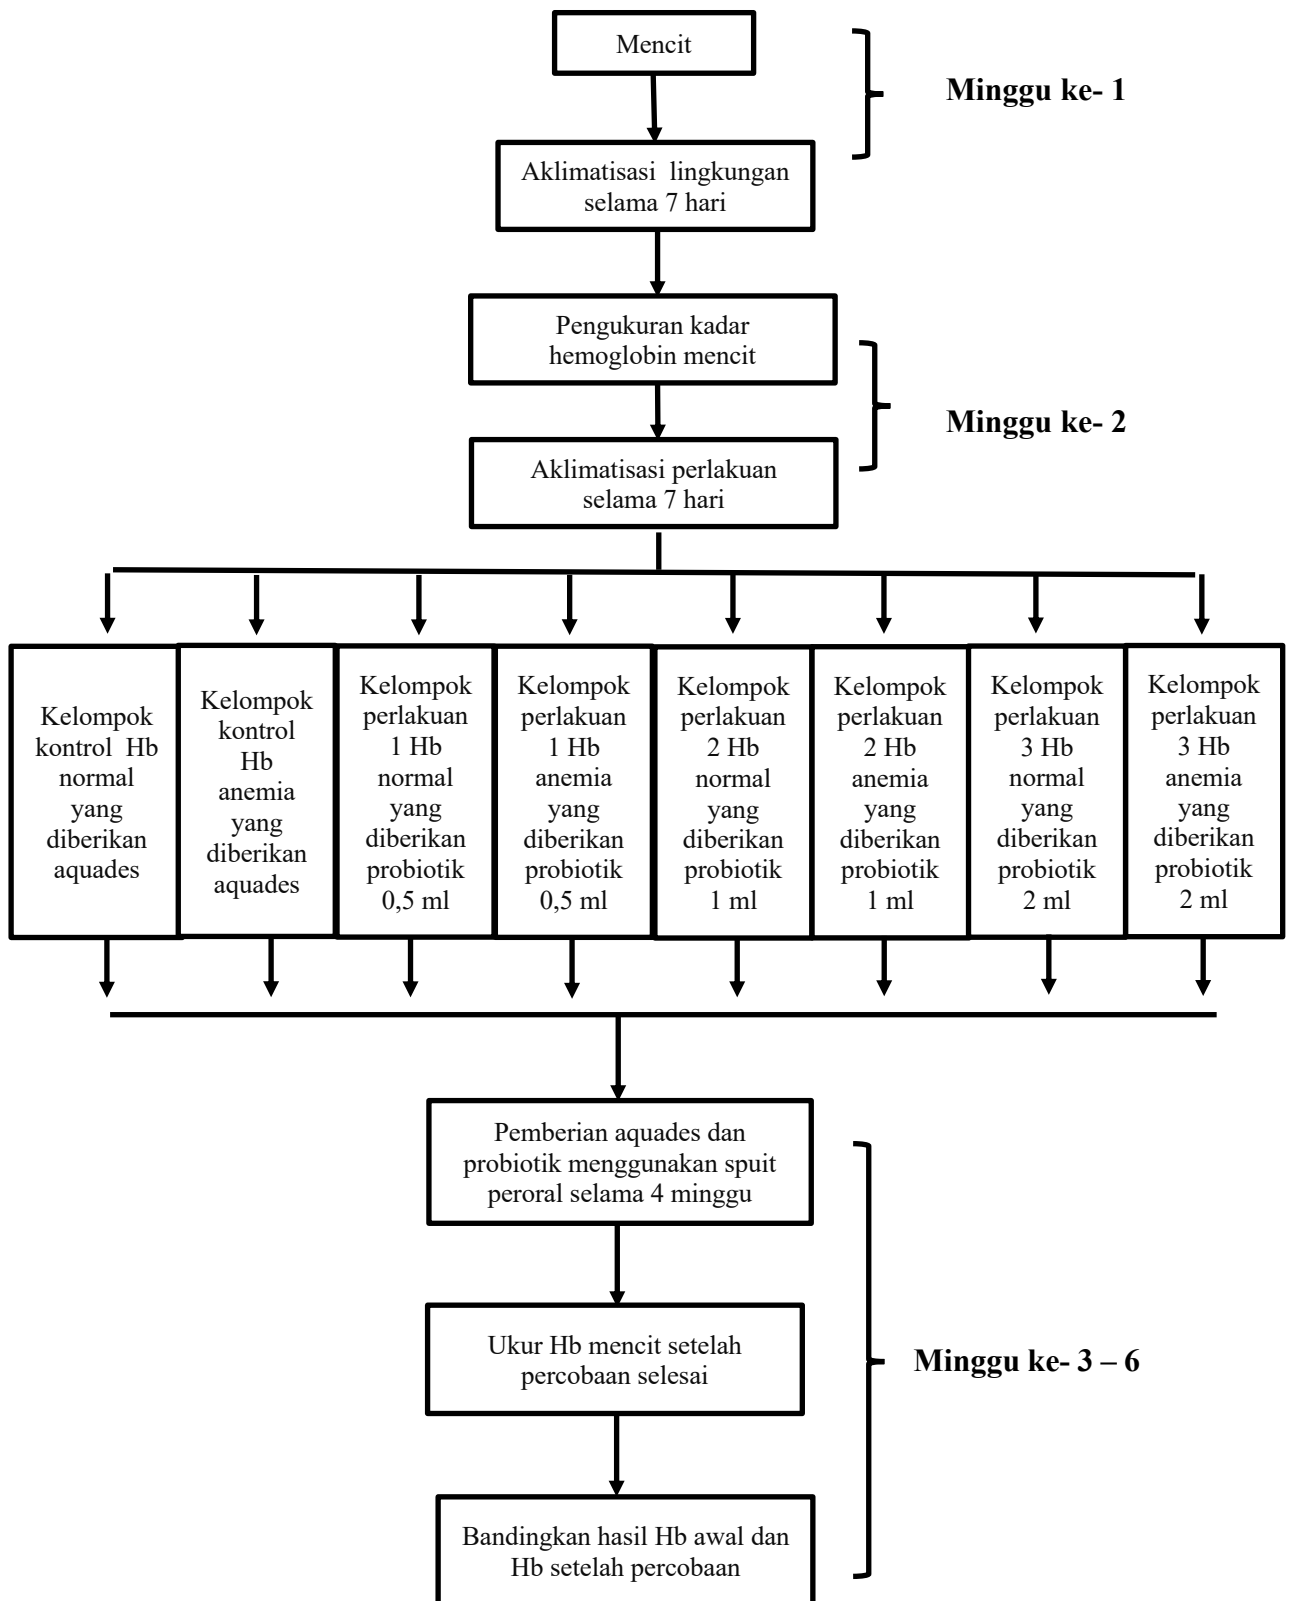 Mencit
Minggu ke- 1
Aklimatisasi lingkungan
selama 7 hari
Pengukuran kadar
hemoglobin mencit
Minggu ke- 2
Aklimatisasi perlakuan
selama 7 hari
Kelompok
kontrol Hb
normal
yang
diberikan
aquades
Kelompok
kontrol
Hb
anemia
yang
diberikan
aquades
Kelompok
perlakuan
1 Hb
normal
yang
diberikan
probiotik
0,5 ml
Kelompok
perlakuan
1 Hb
anemia
yang
diberikan
probiotik
0,5 ml
Kelompok
perlakuan
2 Hb
normal
yang
diberikan
probiotik
1 ml
Kelompok
perlakuan
2 Hb
anemia
yang
diberikan
probiotik
1 ml
Kelompok
perlakuan
3 Hb
normal
yang
diberikan
probiotik
2 ml
Kelompok
perlakuan
3 Hb
anemia
yang
diberikan
probiotik
2 ml
Pemberian aquades dan
probiotik menggunakan spuit
peroral selama 4 minggu
Ukur Hb mencit setelah
percobaan selesai
Minggu ke- 3 – 6
Bandingkan hasil Hb awal dan
Hb setelah percobaan